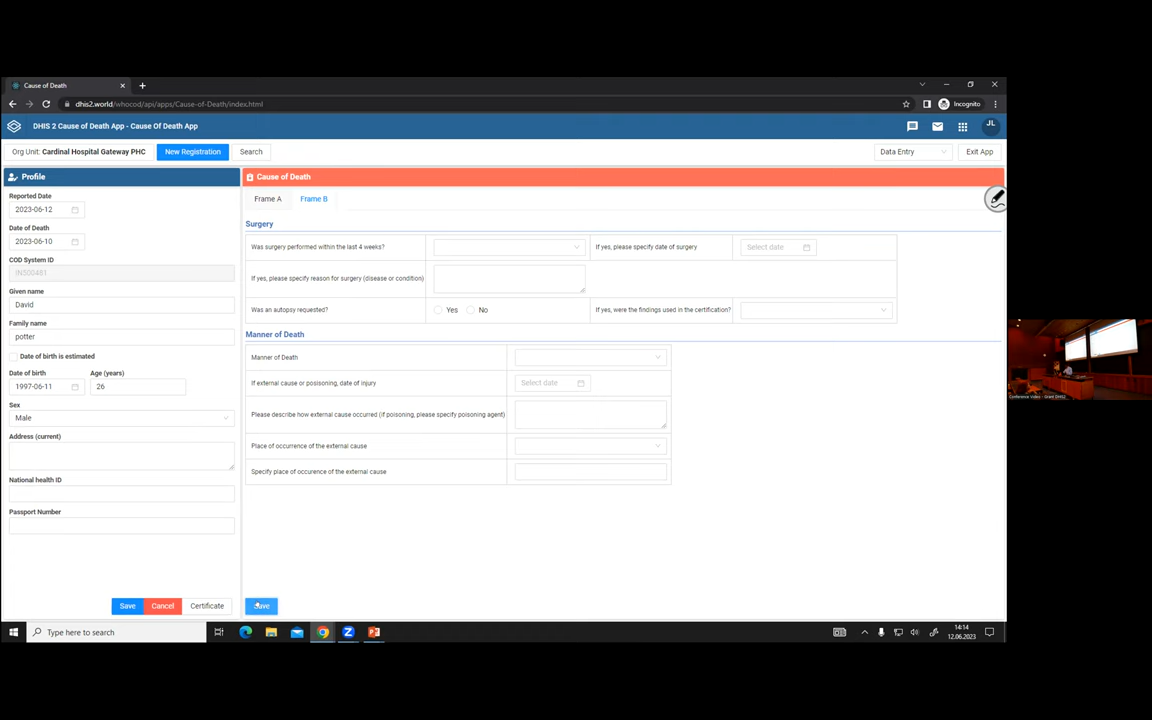 Cause of Death
dhis2.world/whocod/api/apps/Cause-of-Death/index.html
Incognito
DHIS 2 Cause of Death App - Cause Of Death App
JL
Org Unit: Cardinal Hospital Gateway PHC
New Registration
Search
Data Entry
Exit App
Profile
Reported Date
2023-06-12
Date of Death
2023-06-10
COD System ID
INS00481
Given name
David
Family name
potter
Date of birth is estimated
Date of birth
Age (years)
1997-06-11
26
Sex
Male
Address (current)
National health ID
Passport Number
Save
Cancel
Certificate
Cause of Death
Frame A
Frame B
Surgery
Was surgery performed within the last 4 weeks?
If yes, please specify date of surgery
Select date
If yes, please specify reason for surgery (disease or condition)
Was an autopsy requested?
Yes
No
If yes, were the findings used in the certification?
Manner of Death
Manner of Death
If external cause or poisioning, date of injury
Select date
Please describe how external cause occurred (if poisoning, please specify poisoning agent)
Place of occurrence of the external cause
Specify place of occurence of the external cause
Save
Type here to search
14:14
12.06.2023
Conference Video - Grant DHIS2